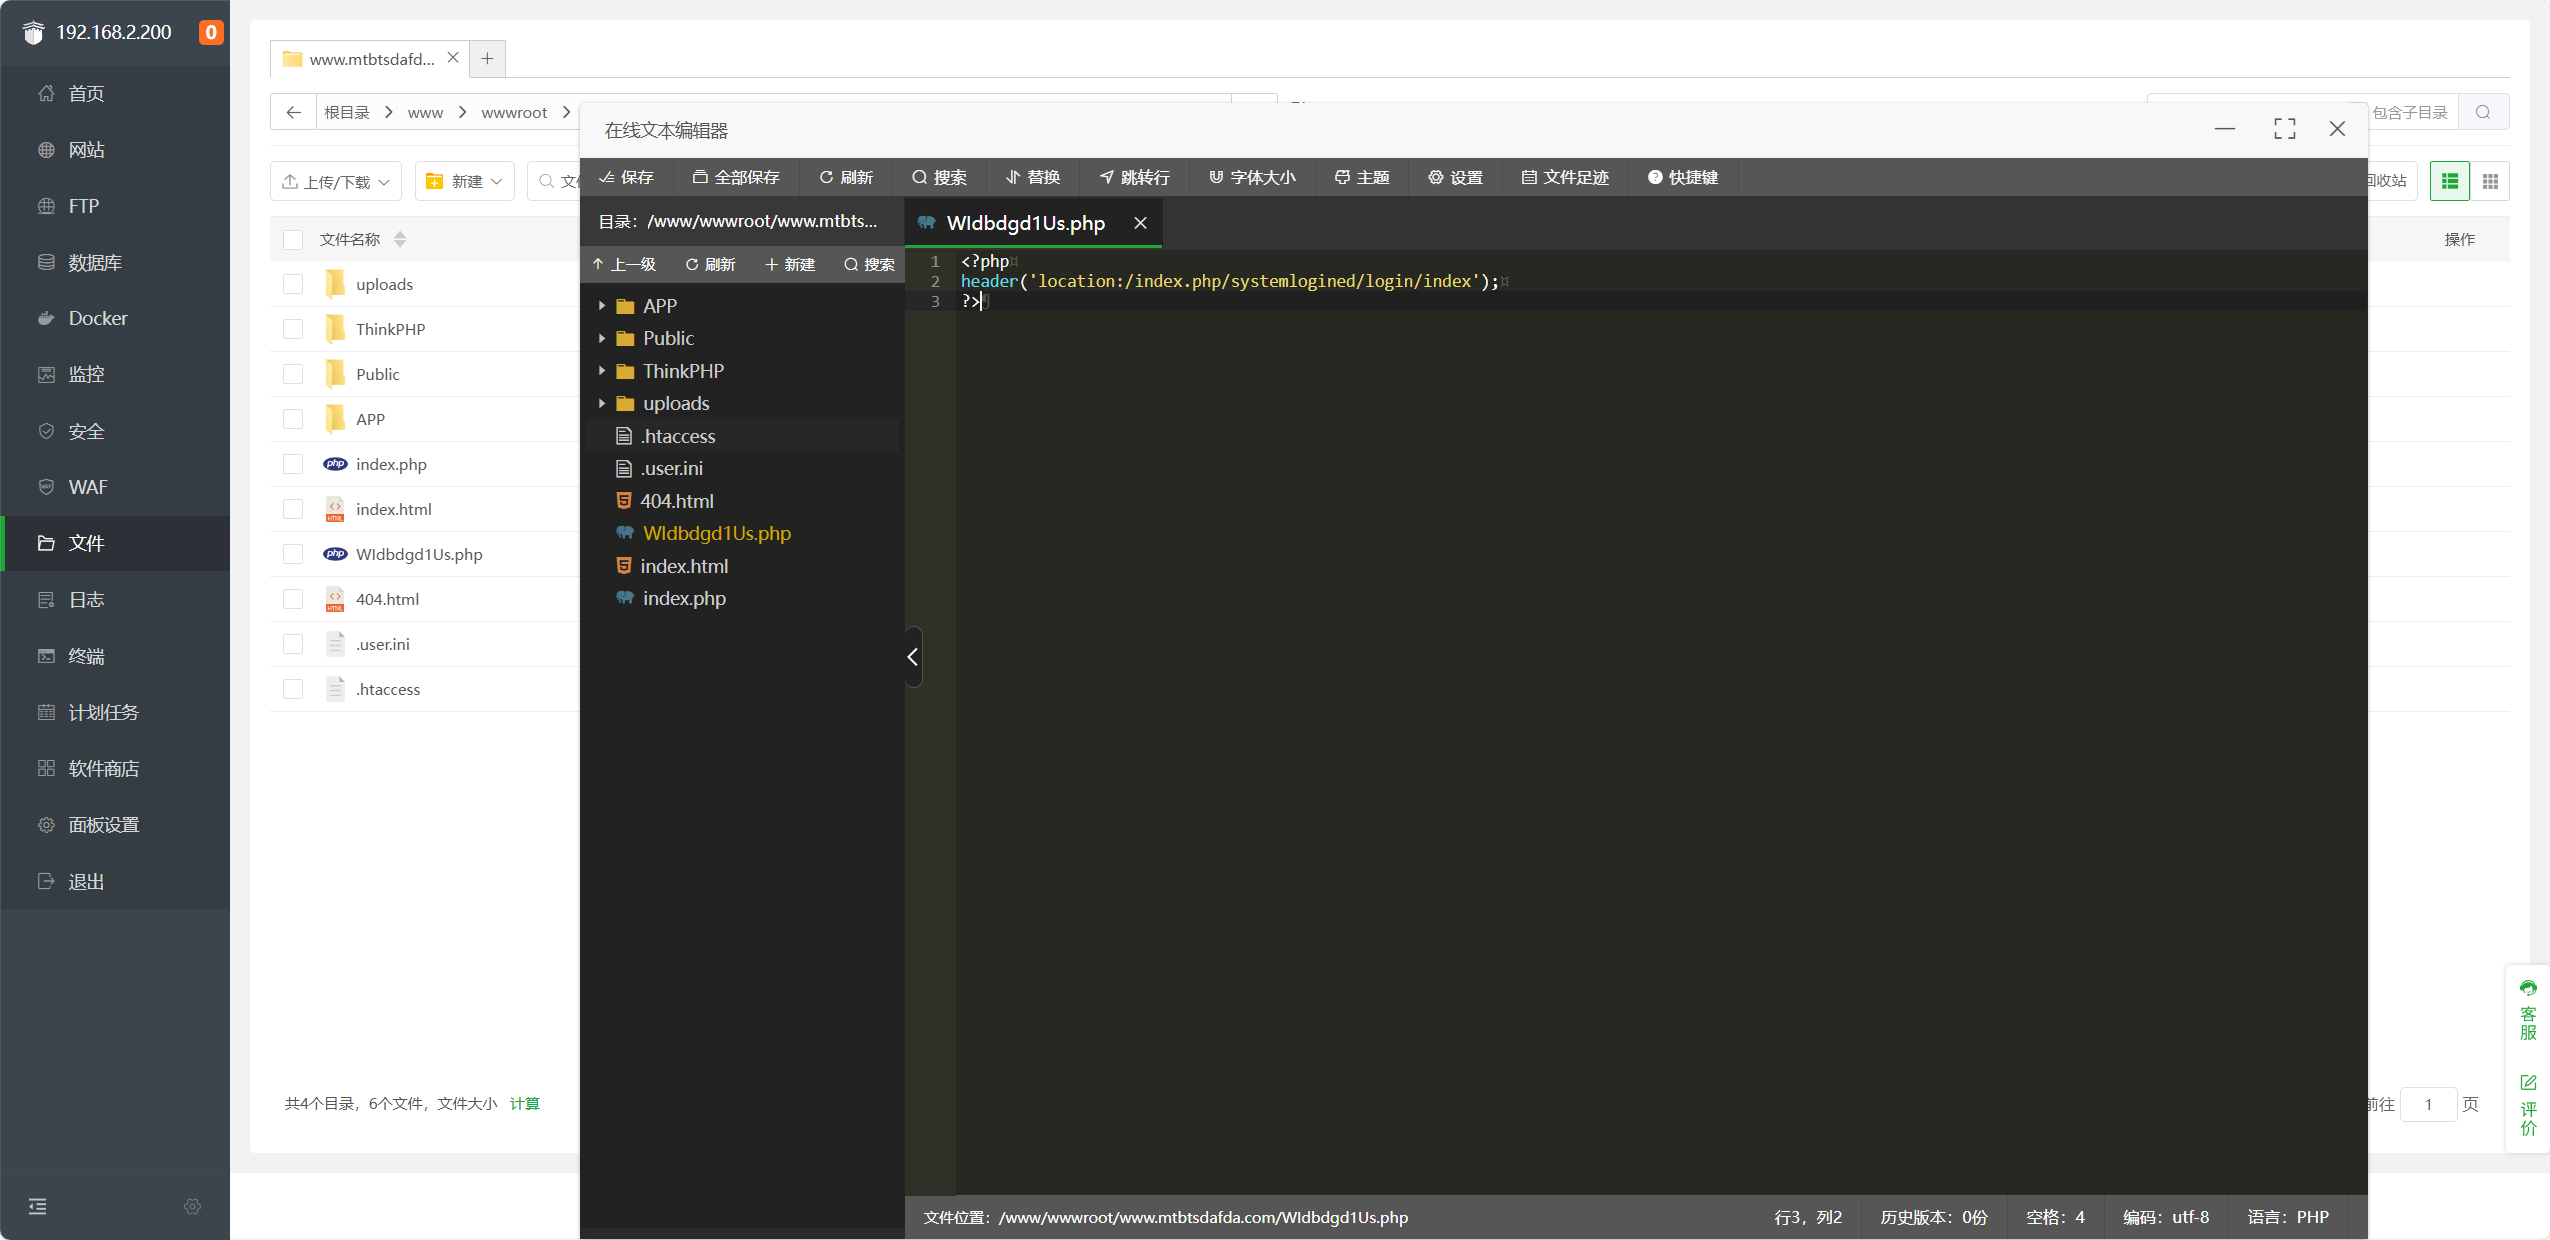 192.168.2.200 0
首页
网站
FTP
数据库
Docker
监控
安全
WAF
文件
日志
终端
计划任务
软件商店
面板设置
退出
www.mtbtsdafd...
根目录 www wwwroot
包含子目录
上传/下载 新建
回收站
文件名称 操作
uploads
ThinkPHP
Public
APP
index.php
index.html
WIdbdgd1Us.php
404.html
.user.ini
.htaccess
共4个目录，6个文件，文件大小 计算
前往 1 页
客服
评价
在线文本编辑器
保存 全部保存 刷新 搜索 替换 跳转行 字体大小 主题 设置 文件足迹 快捷键
目录：/www/wwwroot/www.mtbts...
上一级 刷新 新建 搜索
APP
Public
ThinkPHP
uploads
.htaccess
.user.ini
404.html
WIdbdgd1Us.php
index.html
index.php
WIdbdgd1Us.php
1 <?php
2 header('location:/index.php/systemlogined/login/index');
3 ?>
文件位置：/www/wwwroot/www.mtbtsdafda.com/WIdbdgd1Us.php
行3，列2 历史版本：0份 空格：4 编码：utf-8 语言：PHP